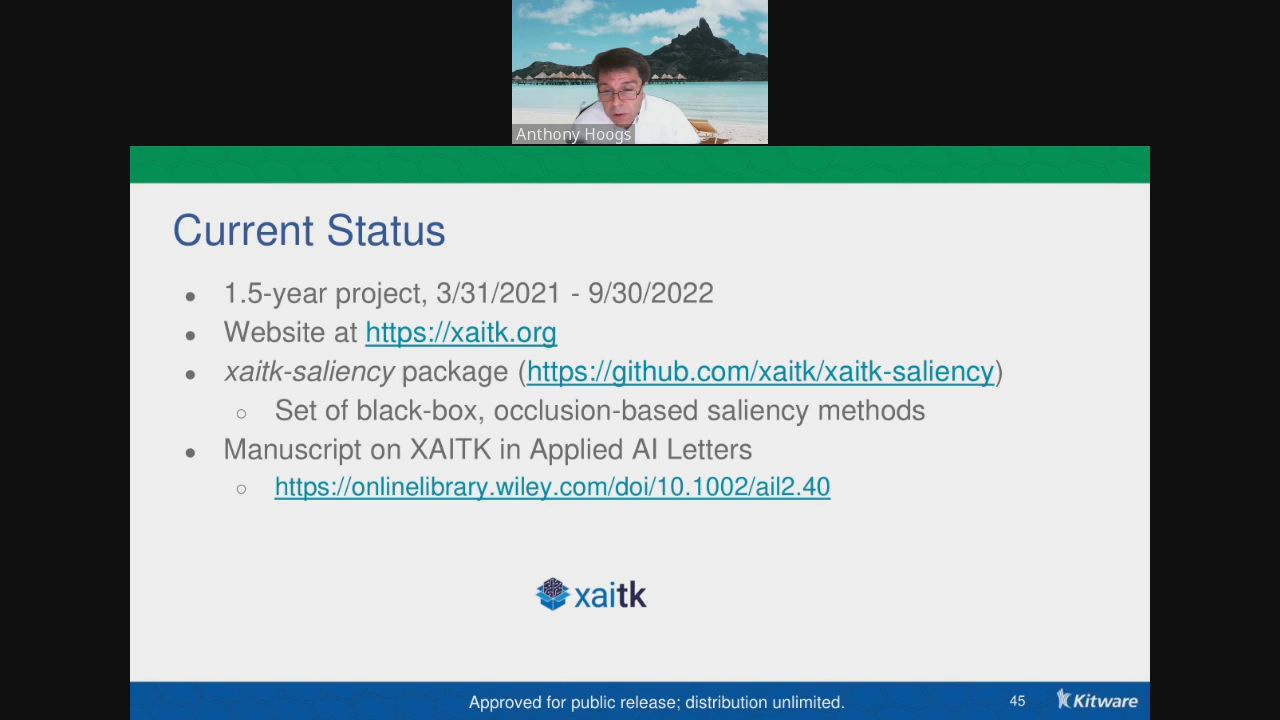 Anthony Hoogs
Current Status
● 1.5-year project, 3/31/2021 - 9/30/2022
● Website at https://xaitk.org
● xaitk-saliency package (https://github.com/xaitk/xaitk-saliency)
○ Set of black-box, occlusion-based saliency methods
● Manuscript on XAITK in Applied AI Letters
○ https://onlinelibrary.wiley.com/doi/10.1002/ail2.40
xaitk
Approved for public release; distribution unlimited.
45
Kitware